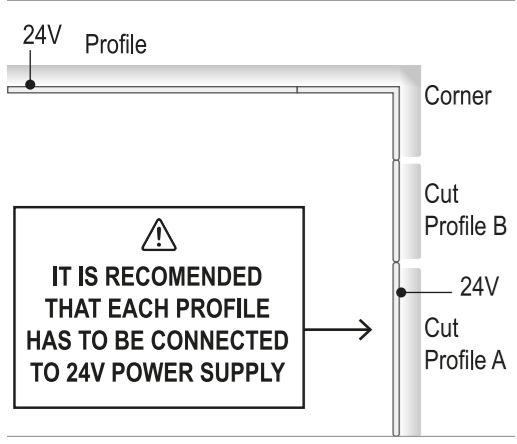 24V
Profile
Corner
Cut
Profile B
24V
Cut
Profile A
IT IS RECOMENDED
THAT EACH PROFILE
HAS TO BE CONNECTED
TO 24V POWER SUPPLY